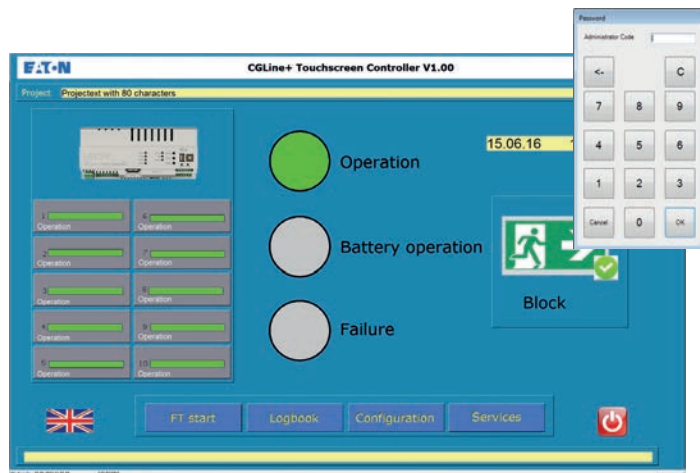 Password
Administrator Code
<-
C
7
8
9
4
5
6
1
2
3
Cancel
0
OK
EATON
CGLine+ Touchscreen Controller V1.00
Project
Projectext with 80 characters
15.06.16
1
Operation
2
Operation
3
Operation
4
Operation
5
Operation
6
Operation
7
Operation
8
Operation
9
Operation
10
Operation
Operation
Battery operation
Failure
Block
FT start
Logbook
Configuration
Services